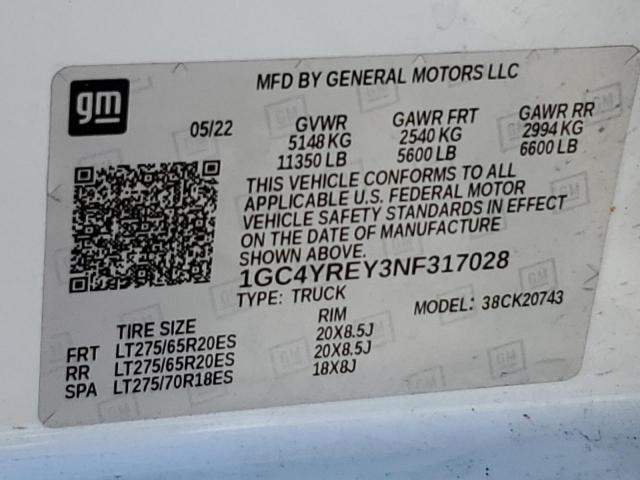 gm
MFD BY GENERAL MOTORS LLC
05/22
GVWR GAWR FRT GAWR RR
5148 KG 2540 KG 2994 KG
11350 LB 5600 LB 6600 LB
THIS VEHICLE CONFORMS TO ALL
APPLICABLE U.S. FEDERAL MOTOR
VEHICLE SAFETY STANDARDS IN EFFECT
ON THE DATE OF MANUFACTURE
SHOWN ABOVE.
1GC4YREY3NF317028
TYPE: TRUCK MODEL: 38CK20743
TIRE SIZE RIM
FRT LT275/65R20ES 20X8.5J
RR LT275/65R20ES 20X8.5J
SPA LT275/70R18ES 18X8J